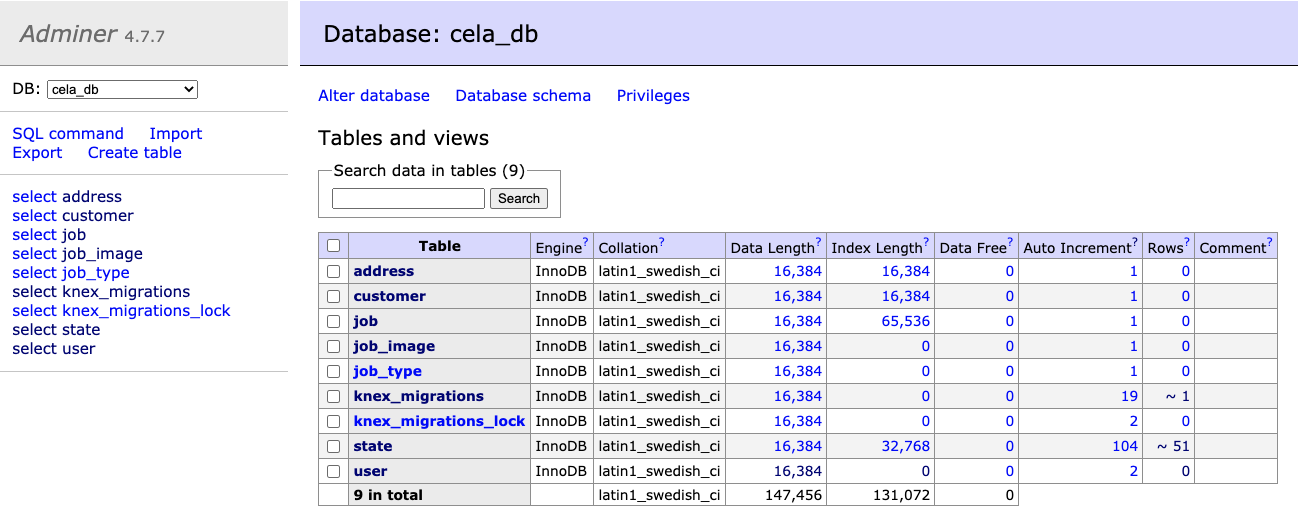 Adminer 4.7.7
DB: cela_db
SQL command Import
Export Create table
select address
select customer
select job
select job_image
select job_type
select knex_migrations
select knex_migrations_lock
select state
select user
Database: cela_db
Alter database Database schema Privileges
Tables and views
Search data in tables (9)
Search
Table Engine? Collation? Data Length? Index Length? Data Free? Auto Increment? Rows? Comment?
address InnoDB latin1_swedish_ci 16,384 16,384 0 1 0
customer InnoDB latin1_swedish_ci 16,384 16,384 0 1 0
job InnoDB latin1_swedish_ci 16,384 65,536 0 1 0
job_image InnoDB latin1_swedish_ci 16,384 0 0 1 0
job_type InnoDB latin1_swedish_ci 16,384 0 0 1 0
knex_migrations InnoDB latin1_swedish_ci 16,384 0 0 19 ~ 1
knex_migrations_lock InnoDB latin1_swedish_ci 16,384 0 0 2 0
state InnoDB latin1_swedish_ci 16,384 32,768 0 104 ~ 51
user InnoDB latin1_swedish_ci 16,384 0 0 2 0
9 in total latin1_swedish_ci 147,456 131,072 0